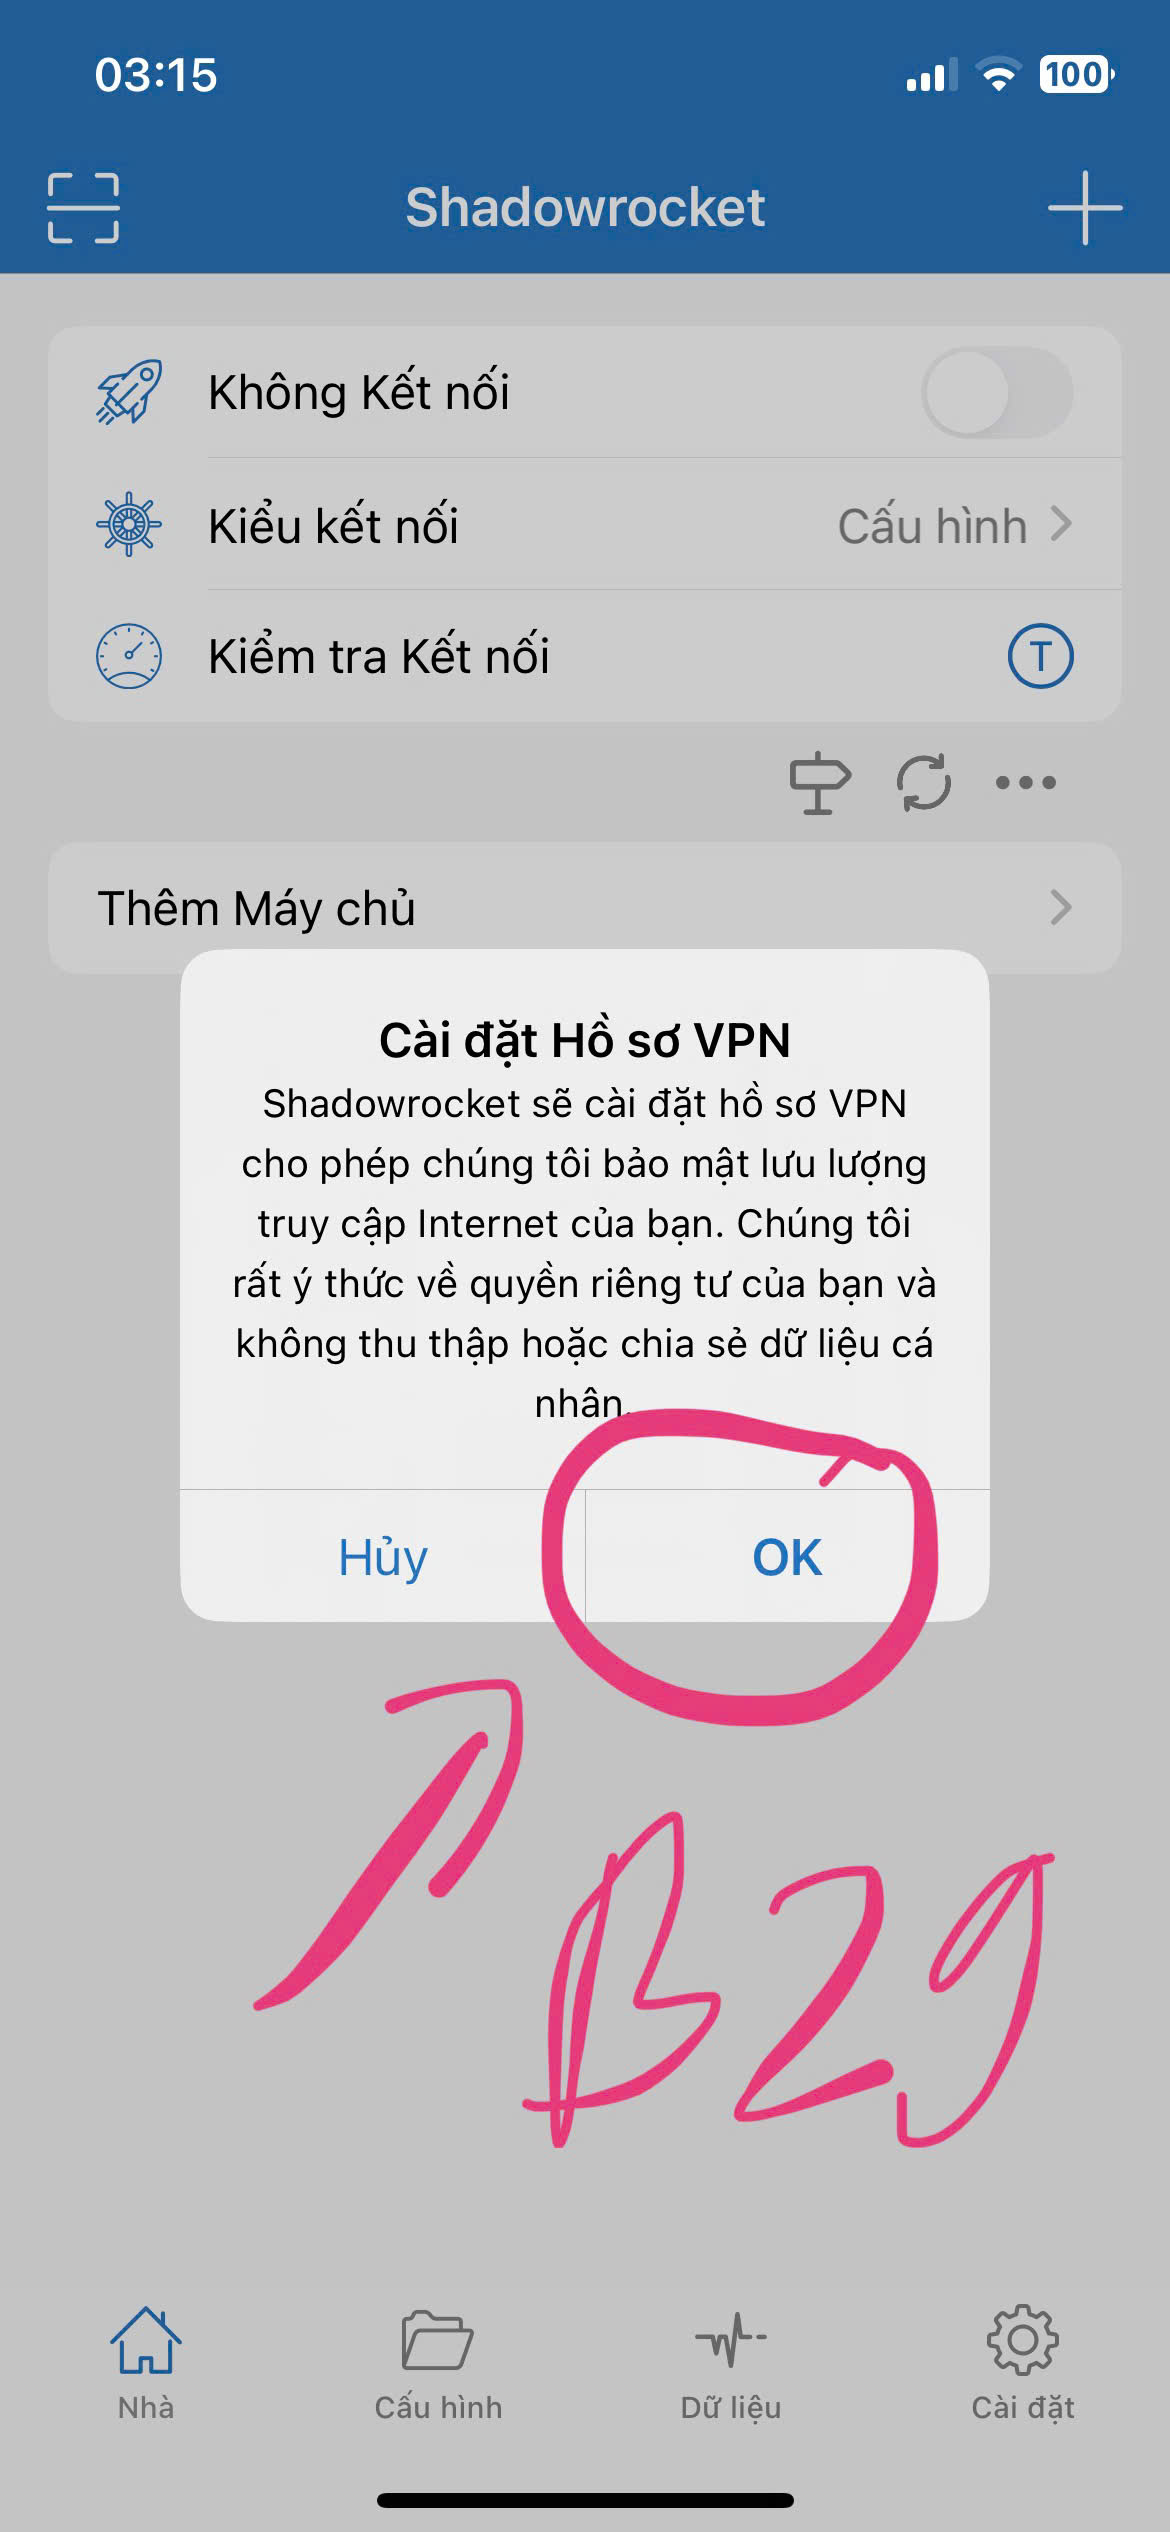 03:15
100
Shadowrocket
Không Kết nối
Kiểu kết nối
Cấu hình
Kiểm tra Kết nối
T
Thêm Máy chủ
Cài đặt Hồ sơ VPN
Shadowrocket sẽ cài đặt hồ sơ VPN
cho phép chúng tôi bảo mật lưu lượng
truy cập Internet của bạn. Chúng tôi
rất ý thức về quyền riêng tư của bạn và
không thu thập hoặc chia sẻ dữ liệu cá
nhân.
Hủy
OK
B29
Nhà
Cấu hình
Dữ liệu
Cài đặt